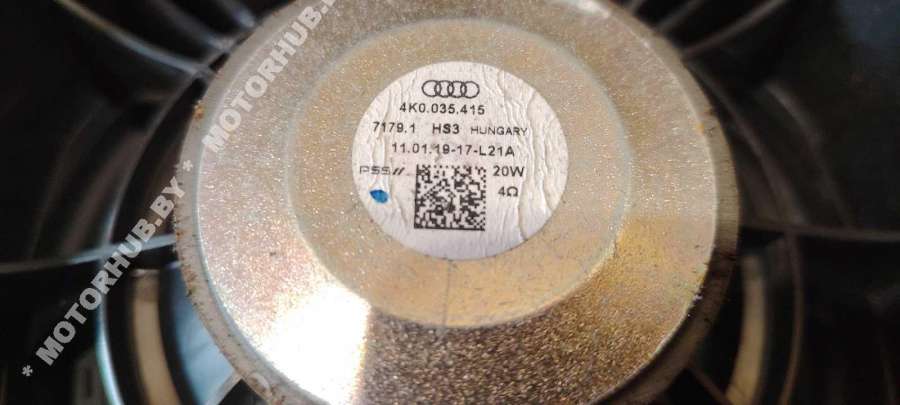 4K0.035.415
7179.1 HS3 HUNGARY
11.01.19-17-L21A
PSS// 20W
4Ω
* MOTORHUB.BY * MOTORHUB.BY
* MOTORHUB.BY